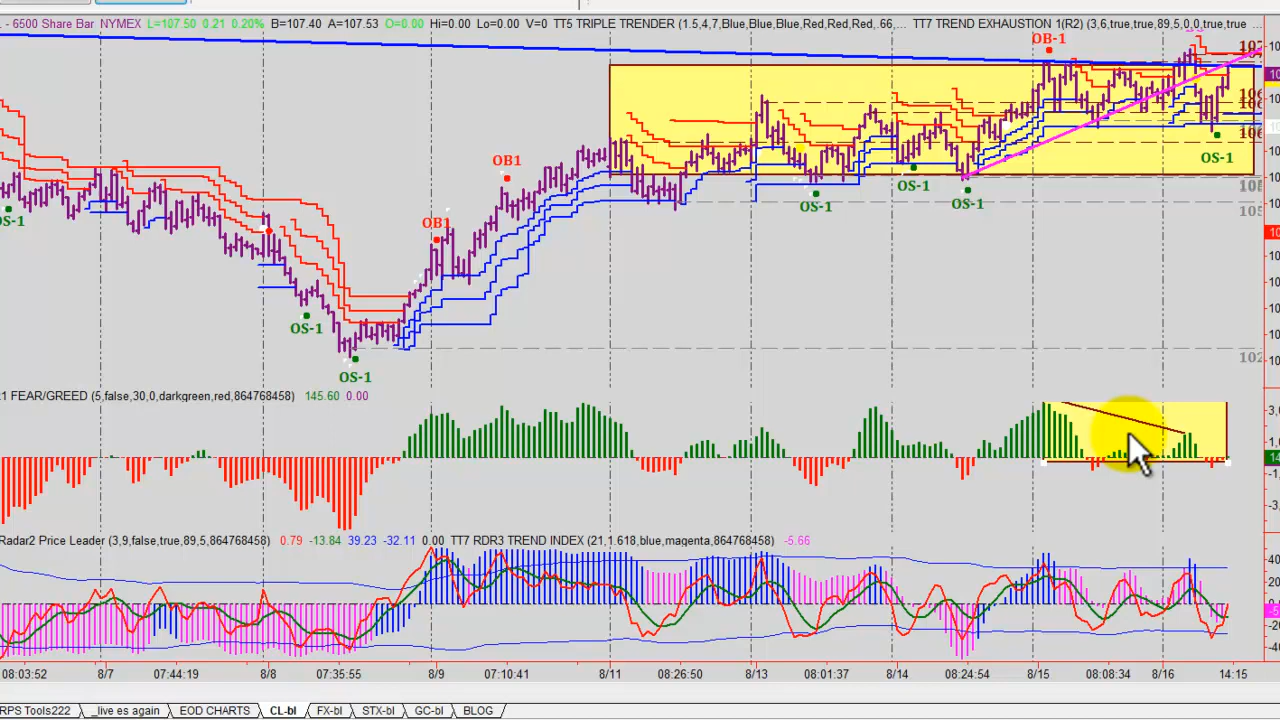 - 6500 Share Bar NYMEX L=107.50 0.21 0.20% B=107.40 A=107.53 O=0.00 Hi=0.00 Lo=0.00 V=0 TT5 TRIPLE TRENDER (1.5,4,7,Blue,Blue,Blue,Red,Red,Red,.66,... TT7 TREND EXHAUSTION 1(R2) (3,6,true,true,89,5,0,0,true,true
OB-1
OB1
OS-1
OS-1
OB1
OS-1
OS-1
OS-1
OS-1
OS-1
OS-1
FEAR/GREED (5,false,30,0,darkgreen,red,864768458) 145.60 0.00
Radar2 Price Leader (3,9,false,true,89,5,864768458) 0.79 -13.84 39.23 -32.11 0.00 TT7 RDR3 TREND INDEX (21,1.618,blue,magenta,864768458) -5.66
40
20
08:03:52 8/7 07:44:19 8/8 07:35:55 8/9 07:10:41 8/11 08:26:50 8/13 08:01:37 8/14 08:24:54 8/15 08:08:34 8/16 14:15
RPS Tools222 _live es again EOD CHARTS CL-bl FX-bl STX-bl GC-bl BLOG